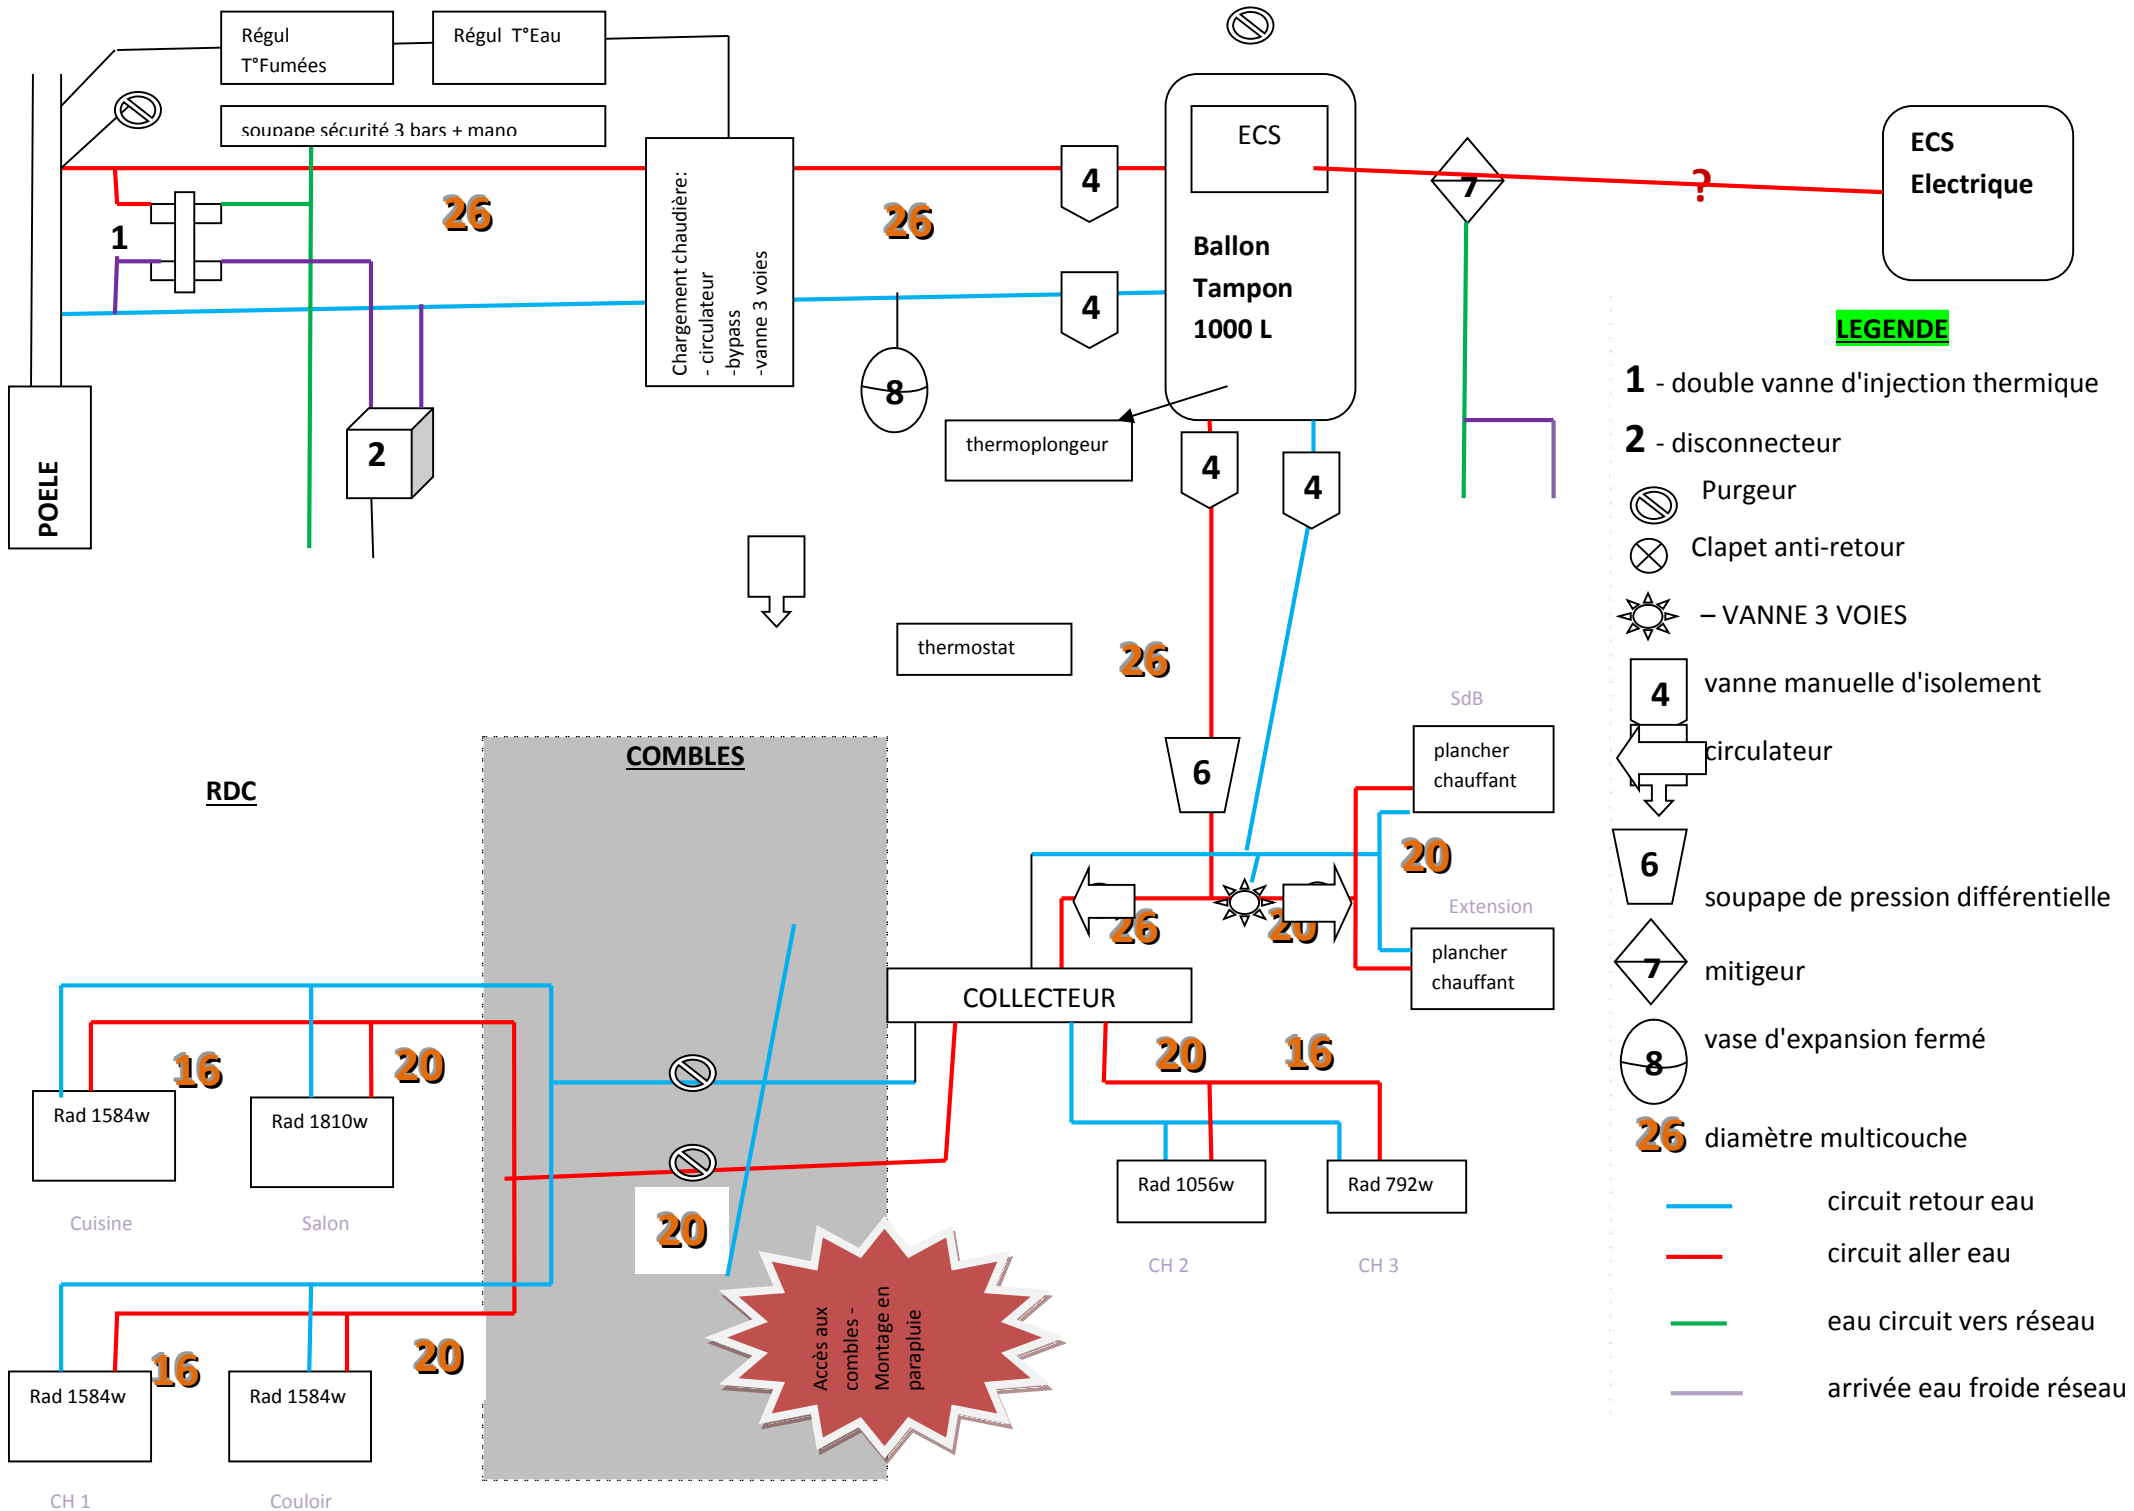 Régul
T°Fumées
Régul T°Eau
soupape sécurité 3 bars + mano
ECS
ECS
Electrique
4
7
?
26
26
Chargement chaudière:
- circulateur
-bypass
-vanne 3 voies
1
Ballon
Tampon
1000 L
4
8
2
POELE
thermoplongeur
4
4
thermostat
26
SdB
plancher
chauffant
6
20
Extension
26
20
plancher
chauffant
COMBLES
RDC
COLLECTEUR
16
20
20
16
Rad 1584w
Rad 1810w
Cuisine
Salon
Rad 1056w
Rad 792w
CH 2
CH 3
20
Accès aux
combles -
Montage en
parapluie
16
20
Rad 1584w
Rad 1584w
CH 1
Couloir
LEGENDE
1 - double vanne d'injection thermique
2 - disconnecteur
Purgeur
Clapet anti-retour
– VANNE 3 VOIES
4 vanne manuelle d'isolement
circulateur
6 soupape de pression différentielle
7 mitigeur
8 vase d'expansion fermé
26 diamètre multicouche
circuit retour eau
circuit aller eau
eau circuit vers réseau
arrivée eau froide réseau